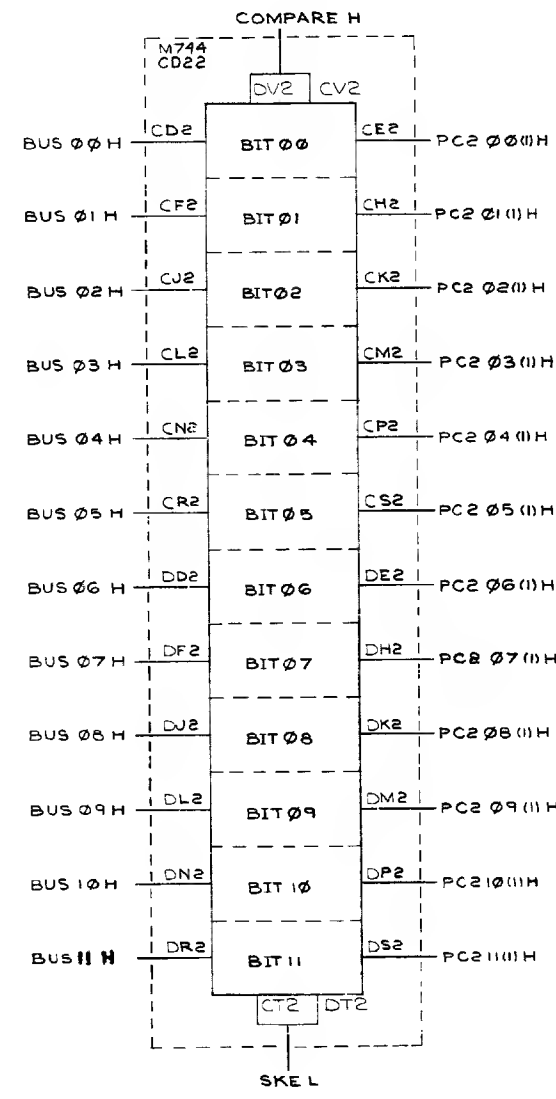 COMPARE H
M744
CD22
DV2 CV2
BUS ØØ H CD2 BIT ØØ CE2 PC2 ØØ(1)H
BUS Ø1 H CF2 BIT Ø1 CH2 PC2 Ø1(1)H
BUS Ø2 H CJ2 BIT Ø2 CK2 PC2 Ø2(1)H
BUS Ø3 H CL2 BIT Ø3 CM2 PC2 Ø3(1)H
BUS Ø4 H CN2 BIT Ø4 CP2 PC2 Ø4(1)H
BUS Ø5 H CR2 BIT Ø5 CS2 PC2 Ø5(1)H
BUS Ø6 H DD2 BIT Ø6 DE2 PC2 Ø6(1)H
BUS Ø7 H DF2 BIT Ø7 DH2 PC2 Ø7(1)H
BUS Ø8 H DJ2 BIT Ø8 DK2 PC2 Ø8(1)H
BUS Ø9 H DL2 BIT Ø9 DM2 PC2 Ø9(1)H
BUS 1Ø H DN2 BIT 1Ø DP2 PC2 1Ø(1)H
BUS 11 H DR2 BIT 11 DS2 PC2 11(1)H
CT2 DT2
SKE L